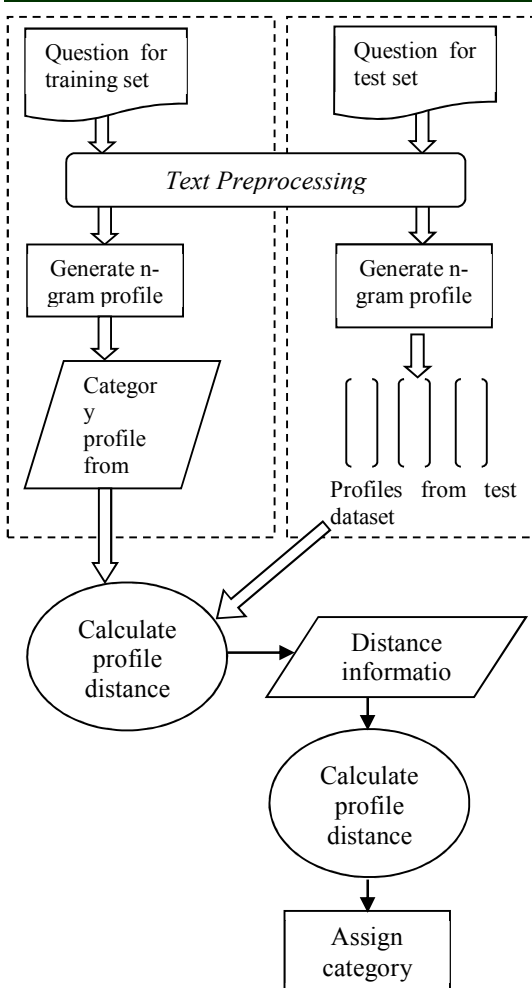 Question for
training set
Question for
test set
Text Preprocessing
Generate n-
gram profile
Generate n-
gram profile
Categor
y
profile
from
Profiles from test
dataset
Calculate
profile
distance
Distance
informatio
Calculate
profile
distance
Assign
category